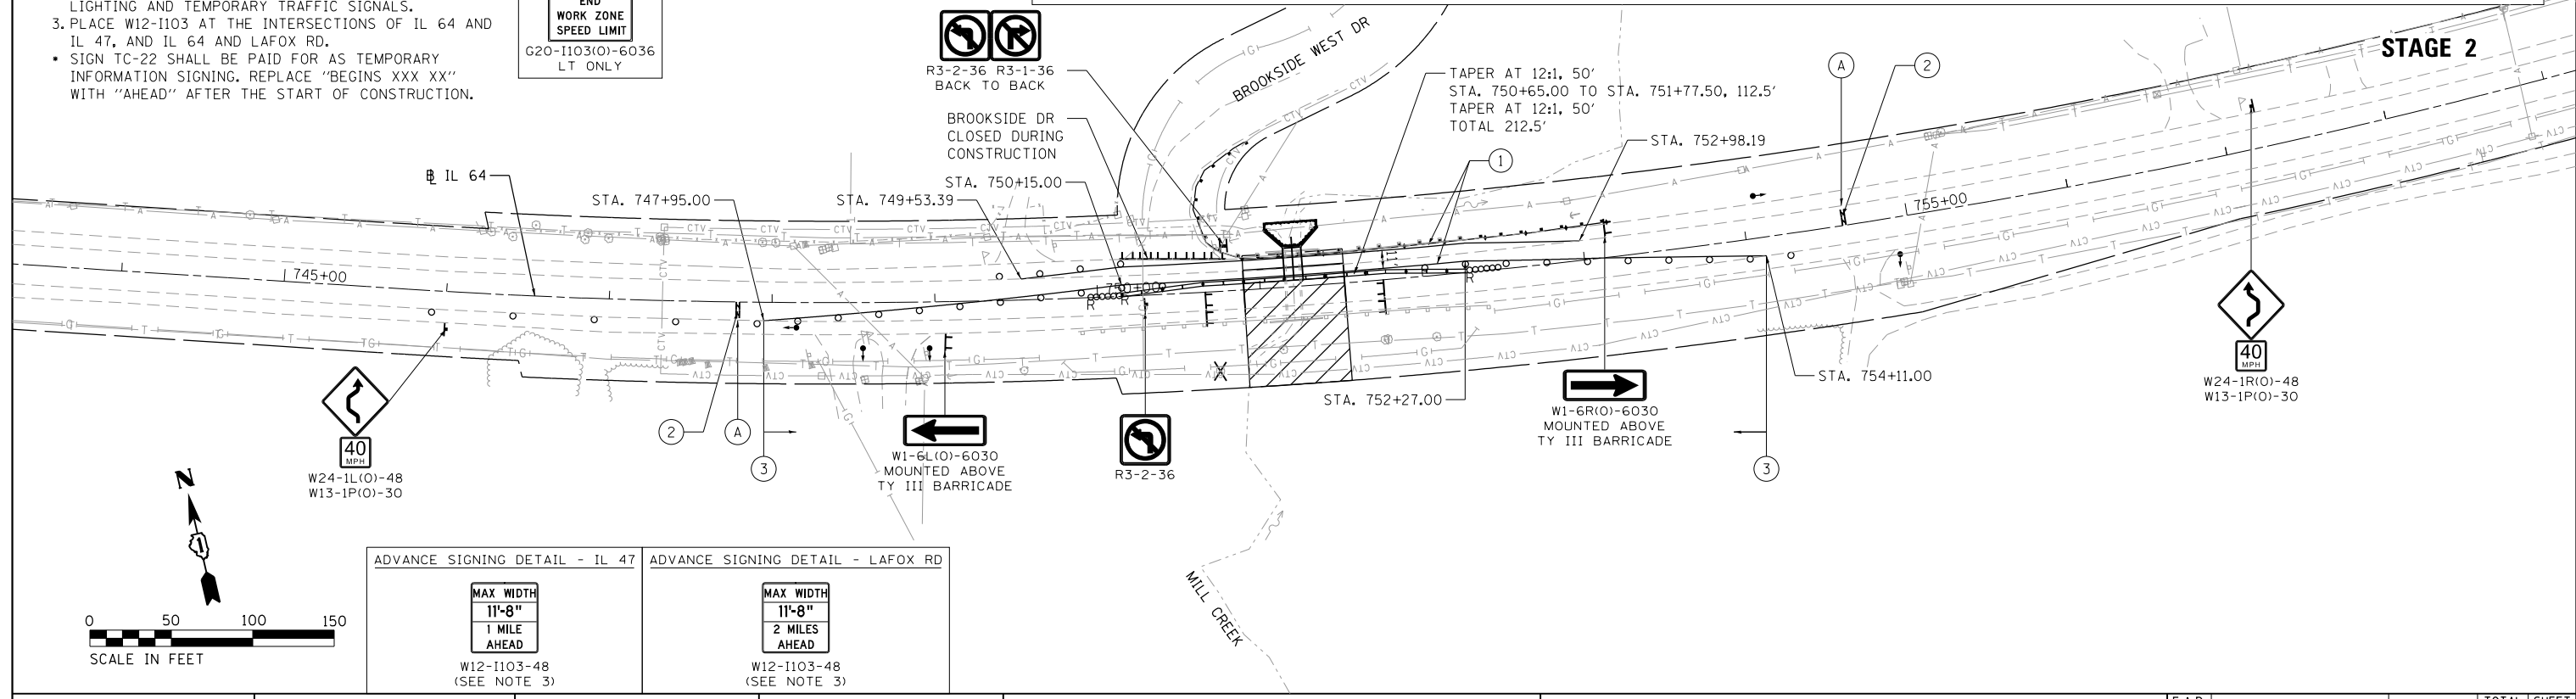 LIGHTING AND TEMPORARY TRAFFIC SIGNALS.
3. PLACE W12-I103 AT THE INTERSECTIONS OF IL 64 AND
IL 47, AND IL 64 AND LAFOX RD.
* SIGN TC-22 SHALL BE PAID FOR AS TEMPORARY
INFORMATION SIGNING. REPLACE "BEGINS XXX XX"
WITH "AHEAD" AFTER THE START OF CONSTRUCTION.
END
WORK ZONE
SPEED LIMIT
G20-I103(O)-6036
LT ONLY
R3-2-36 R3-1-36
BACK TO BACK
BROOKSIDE DR
CLOSED DURING
CONSTRUCTION
BROOKSIDE WEST DR
TAPER AT 12:1, 50'
STA. 750+65.00 TO STA. 751+77.50, 112.5'
TAPER AT 12:1, 50'
TOTAL 212.5'
STAGE 2
A
2
1
STA. 752+98.19
℄ IL 64
STA. 747+95.00
STA. 749+53.39
STA. 750+15.00
745+00
750+00
755+00
11'
R
R
R
R
STA. 752+27.00
STA. 754+11.00
40
MPH
W24-1L(O)-48
W13-1P(O)-30
2
A
3
W1-6L(O)-6030
MOUNTED ABOVE
TY III BARRICADE
R3-2-36
W1-6R(O)-6030
MOUNTED ABOVE
TY III BARRICADE
3
40
MPH
W24-1R(O)-48
W13-1P(O)-30
N
1
0 50 100 150
SCALE IN FEET
ADVANCE SIGNING DETAIL - IL 47
MAX WIDTH
11'-8"
1 MILE
AHEAD
W12-I103-48
(SEE NOTE 3)
ADVANCE SIGNING DETAIL - LAFOX RD
MAX WIDTH
11'-8"
2 MILES
AHEAD
W12-I103-48
(SEE NOTE 3)
MILL CREEK
F.A.P.
TOTAL
SHEET